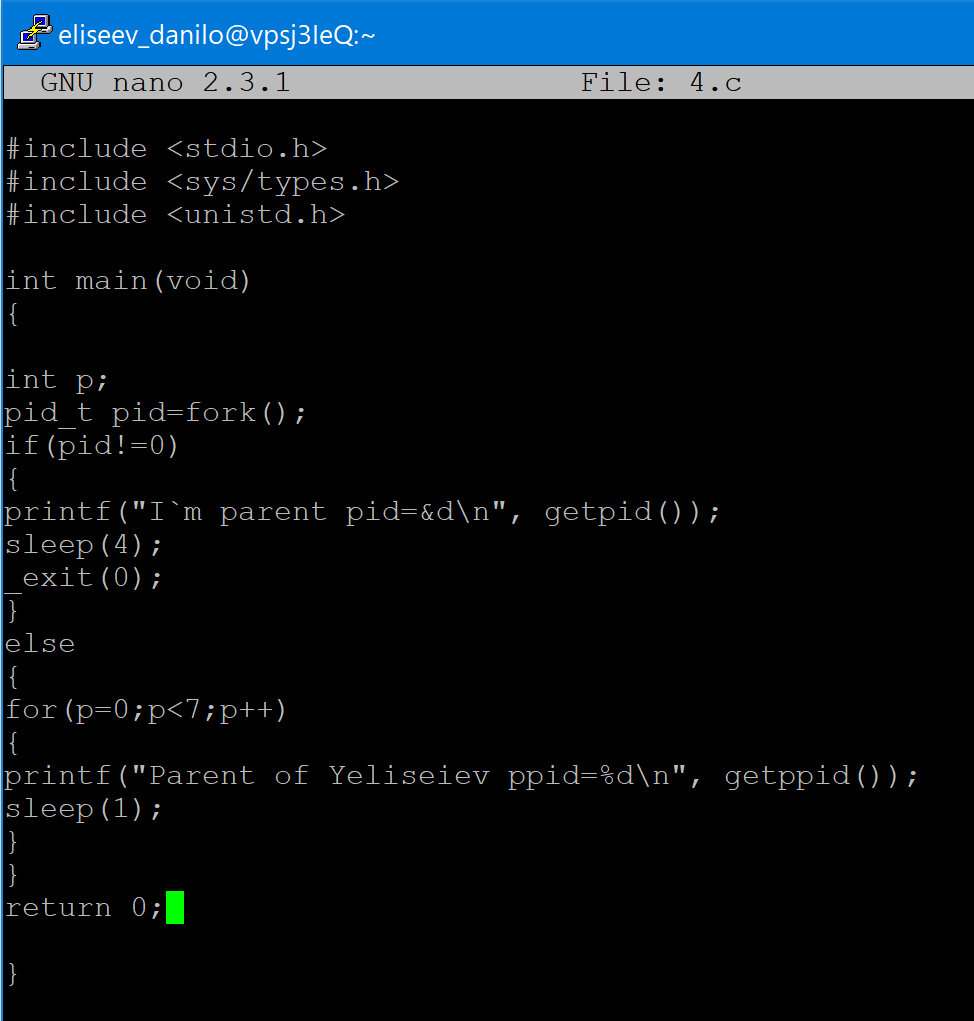 eliseev_danilo@vpsj3leQ:~
GNU nano 2.3.1 File: 4.c
#include <stdio.h>
#include <sys/types.h>
#include <unistd.h>
int main(void)
{
int p;
pid_t pid=fork();
if(pid!=0)
{
printf("I`m parent pid=&d\n", getpid());
sleep(4);
_exit(0);
}
else
{
for(p=0;p<7;p++)
{
printf("Parent of Yeliseiev ppid=%d\n", getppid());
sleep(1);
}
}
return 0;
}